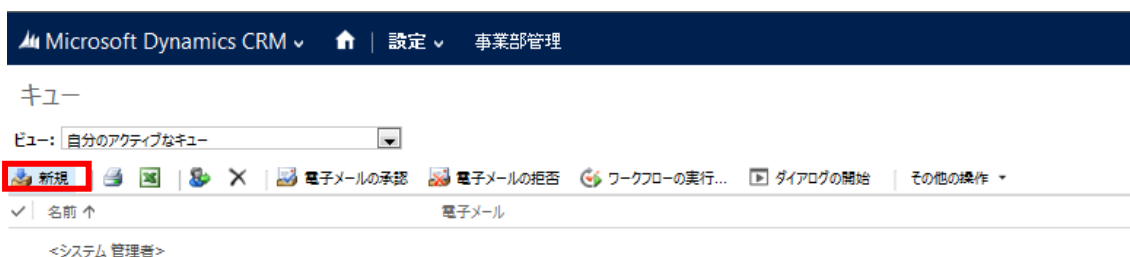 Microsoft Dynamics CRM 設定 事業部管理
キュー
ビュー: 自分のアクティブなキュー
新規 電子メールの承認 電子メールの拒否 ワークフローの実行... ダイアログの開始 その他の操作
名前 電子メール
<システム 管理者>